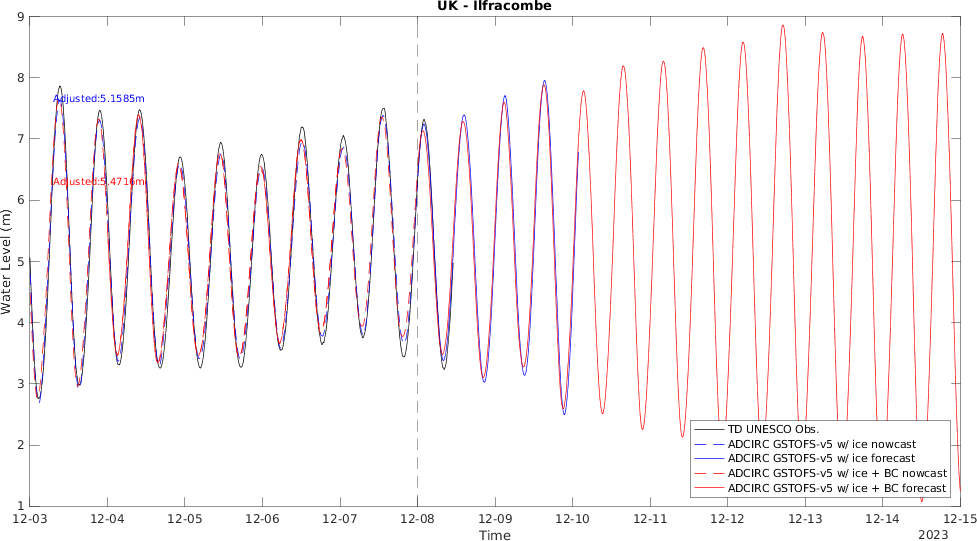 UK - Ilfracombe
9
8
7
6
5
4
3
2
1
Water Level (m)
Adjusted:5.1585m
Adjusted:5.4716m
TD UNESCO Obs.
ADCIRC GSTOFS-v5 w/ ice nowcast
ADCIRC GSTOFS-v5 w/ ice forecast
ADCIRC GSTOFS-v5 w/ ice + BC nowcast
ADCIRC GSTOFS-v5 w/ ice + BC forecast
12-03 12-04 12-05 12-06 12-07 12-08 12-09 12-10 12-11 12-12 12-13 12-14 12-15
Time
2023